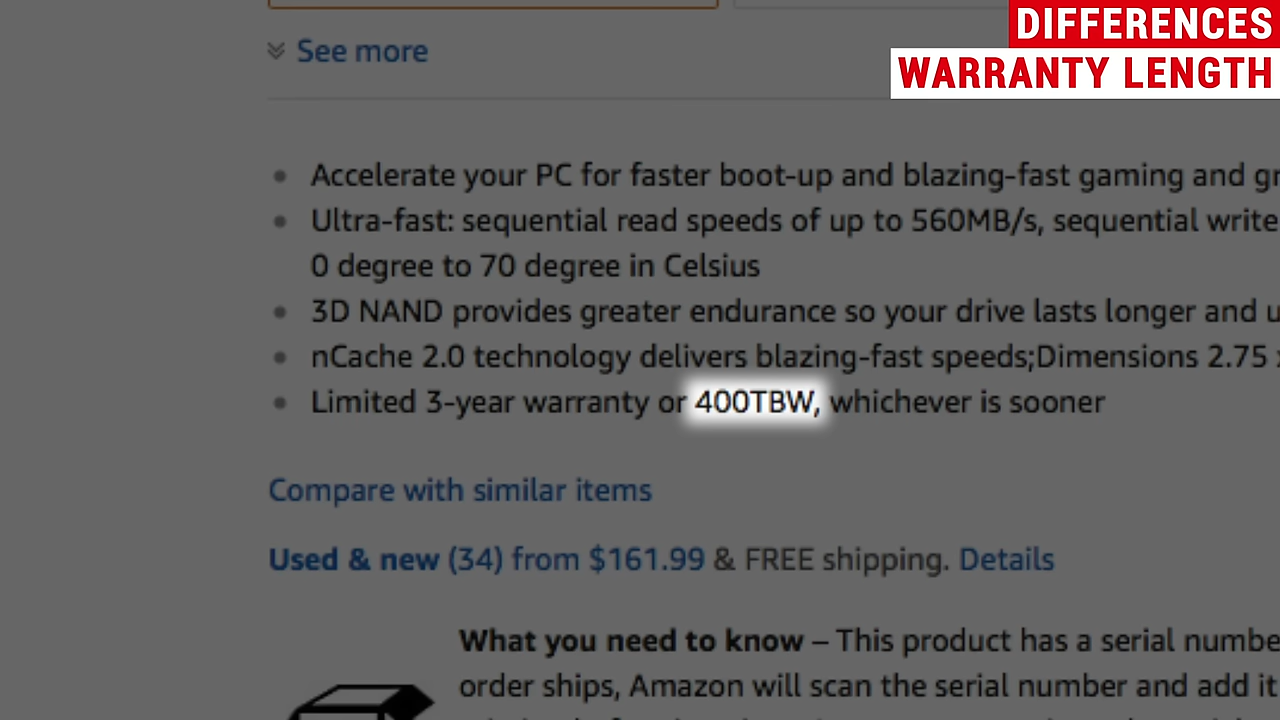 DIFFERENCES
WARRANTY LENGTH
See more
Accelerate your PC for faster boot-up and blazing-fast gaming and
Ultra-fast: sequential read speeds of up to 560MB/s, sequential write
0 degree to 70 degree in Celsius
3D NAND provides greater endurance so your drive lasts longer and
nCache 2.0 technology delivers blazing-fast speeds;Dimensions 2.75
Limited 3-year warranty or 400TBW, whichever is sooner
Compare with similar items
Used & new (34) from $161.99 & FREE shipping. Details
What you need to know – This product has a serial
order ships, Amazon will scan the serial number and add it